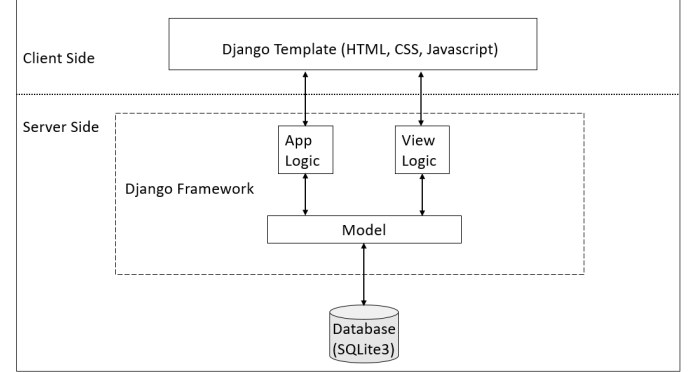 Django Template (HTML, CSS, Javascript)
Client Side
Server Side
App
Logic
View
Logic
Django Framework
Model
Database
(SQLite3)